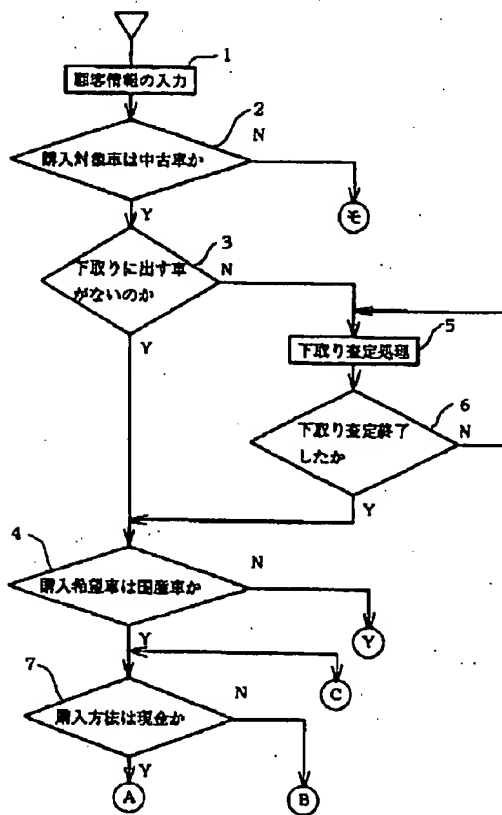 1
顧客情報の入力
2
購入対象車は中古車か
N
Y
モ
3
下取りに出す車
がないのか
N
Y
5
下取り査定処理
6
下取り査定終了
したか
N
Y
4
購入希望車は国産車か
N
Y
Y
C
7
購入方法は現金か
N
Y
A
B